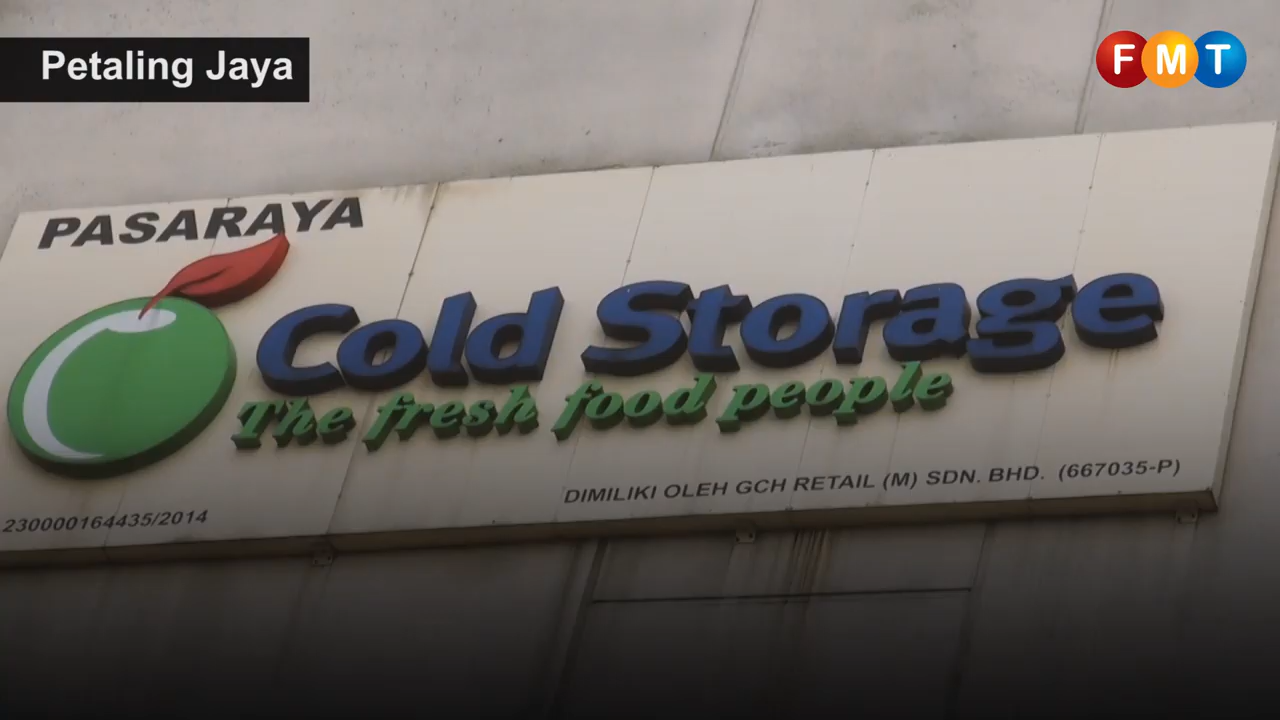 Petaling Jaya
FMT
PASARAYA
Cold Storage
The fresh food people
DIMILIKI OLEH GCH RETAIL (M) SDN. BHD. (667035-P)
230000164435/2014